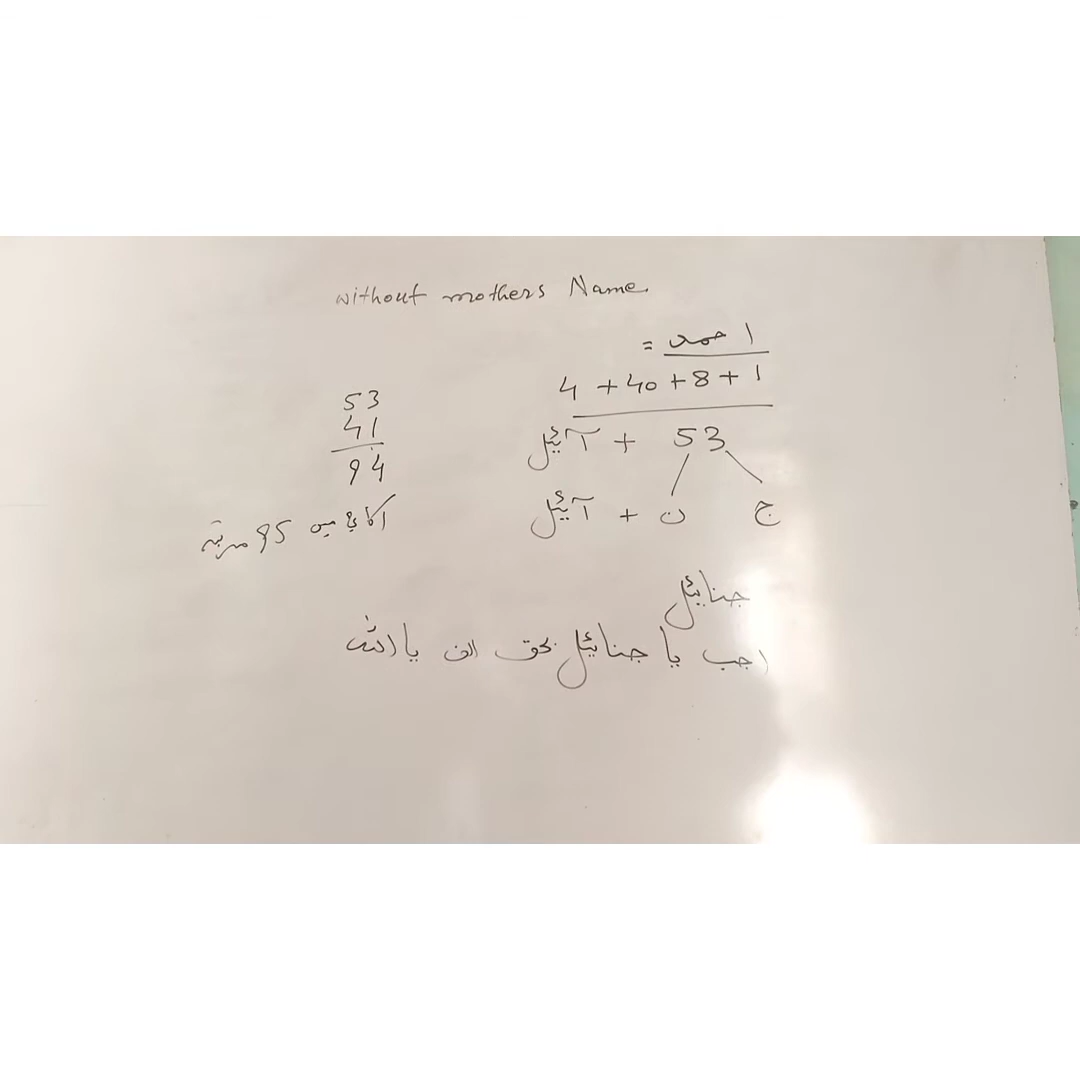 without mothers Name
احمد =
4 + 40 + 8 + 1
53 + آئیل
ج ن + آئیل
جنائیل
اجب یا جنائیل بحق الف یا اللہ
53
41
94
مرتبہ